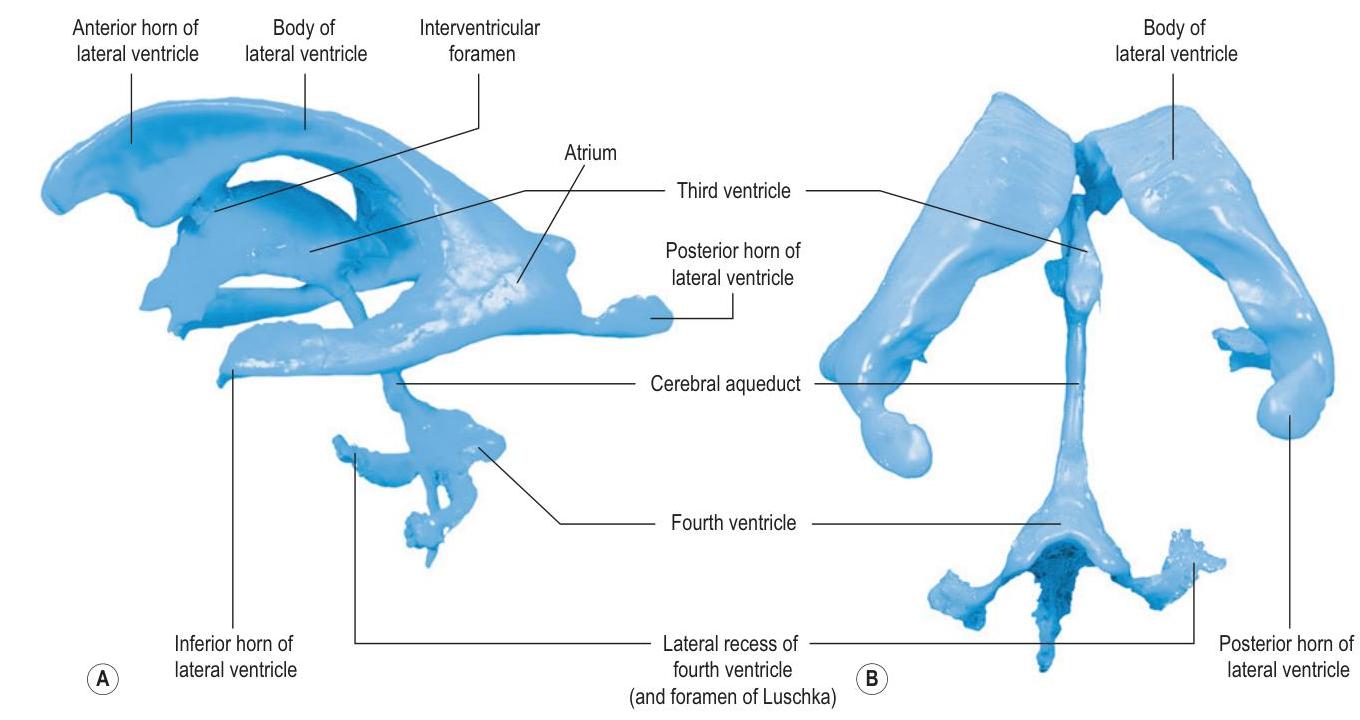 Anterior horn of
lateral ventricle
Body of
lateral ventricle
Interventricular
foramen
Body of
lateral ventricle
Atrium
Third ventricle
Posterior horn of
lateral ventricle
Cerebral aqueduct
Fourth ventricle
Inferior horn of
lateral ventricle
Lateral recess of
fourth ventricle
(and foramen of Luschka)
Posterior horn of
lateral ventricle
A
B